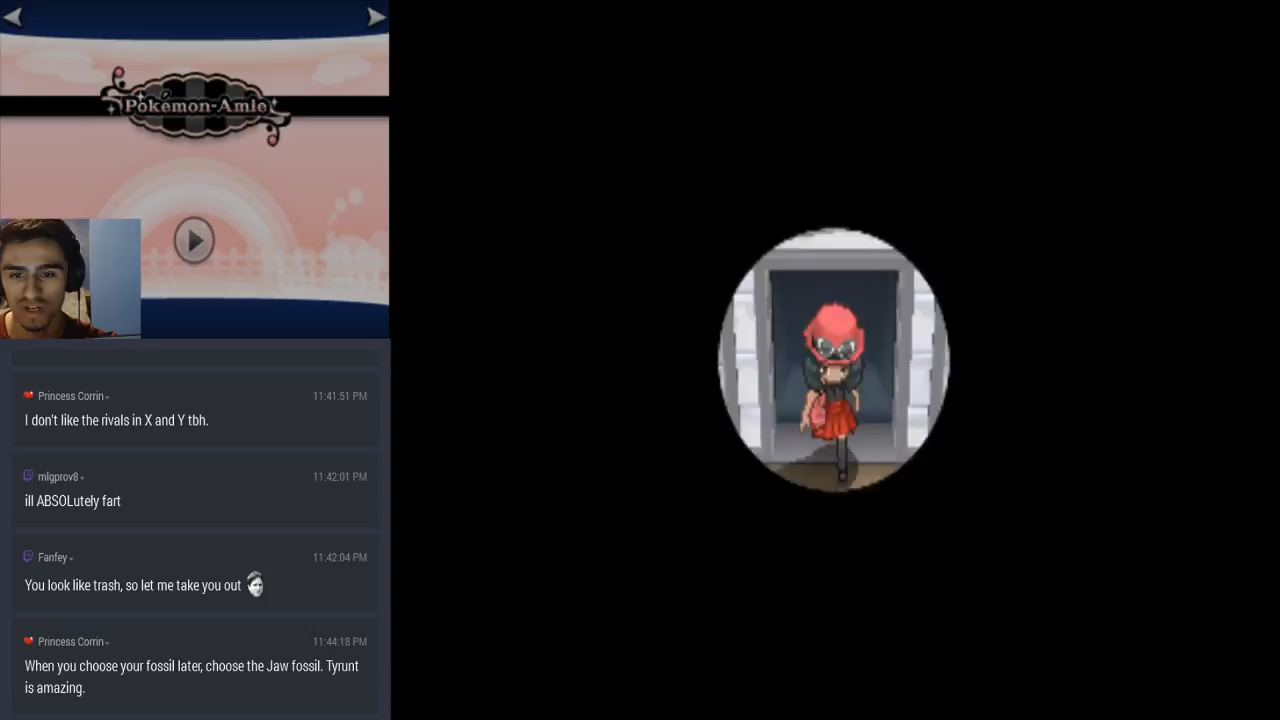 Pokémon-Amie
Princess Corrin
11:41:51 PM
I don't like the rivals in X and Y tbh.
mlgprov8
11:42:01 PM
ill ABSOLutely fart
Fanfey
11:42:04 PM
You look like trash, so let me take you out
Princess Corrin
11:44:18 PM
When you choose your fossil later, choose the Jaw fossil. Tyrunt
is amazing.